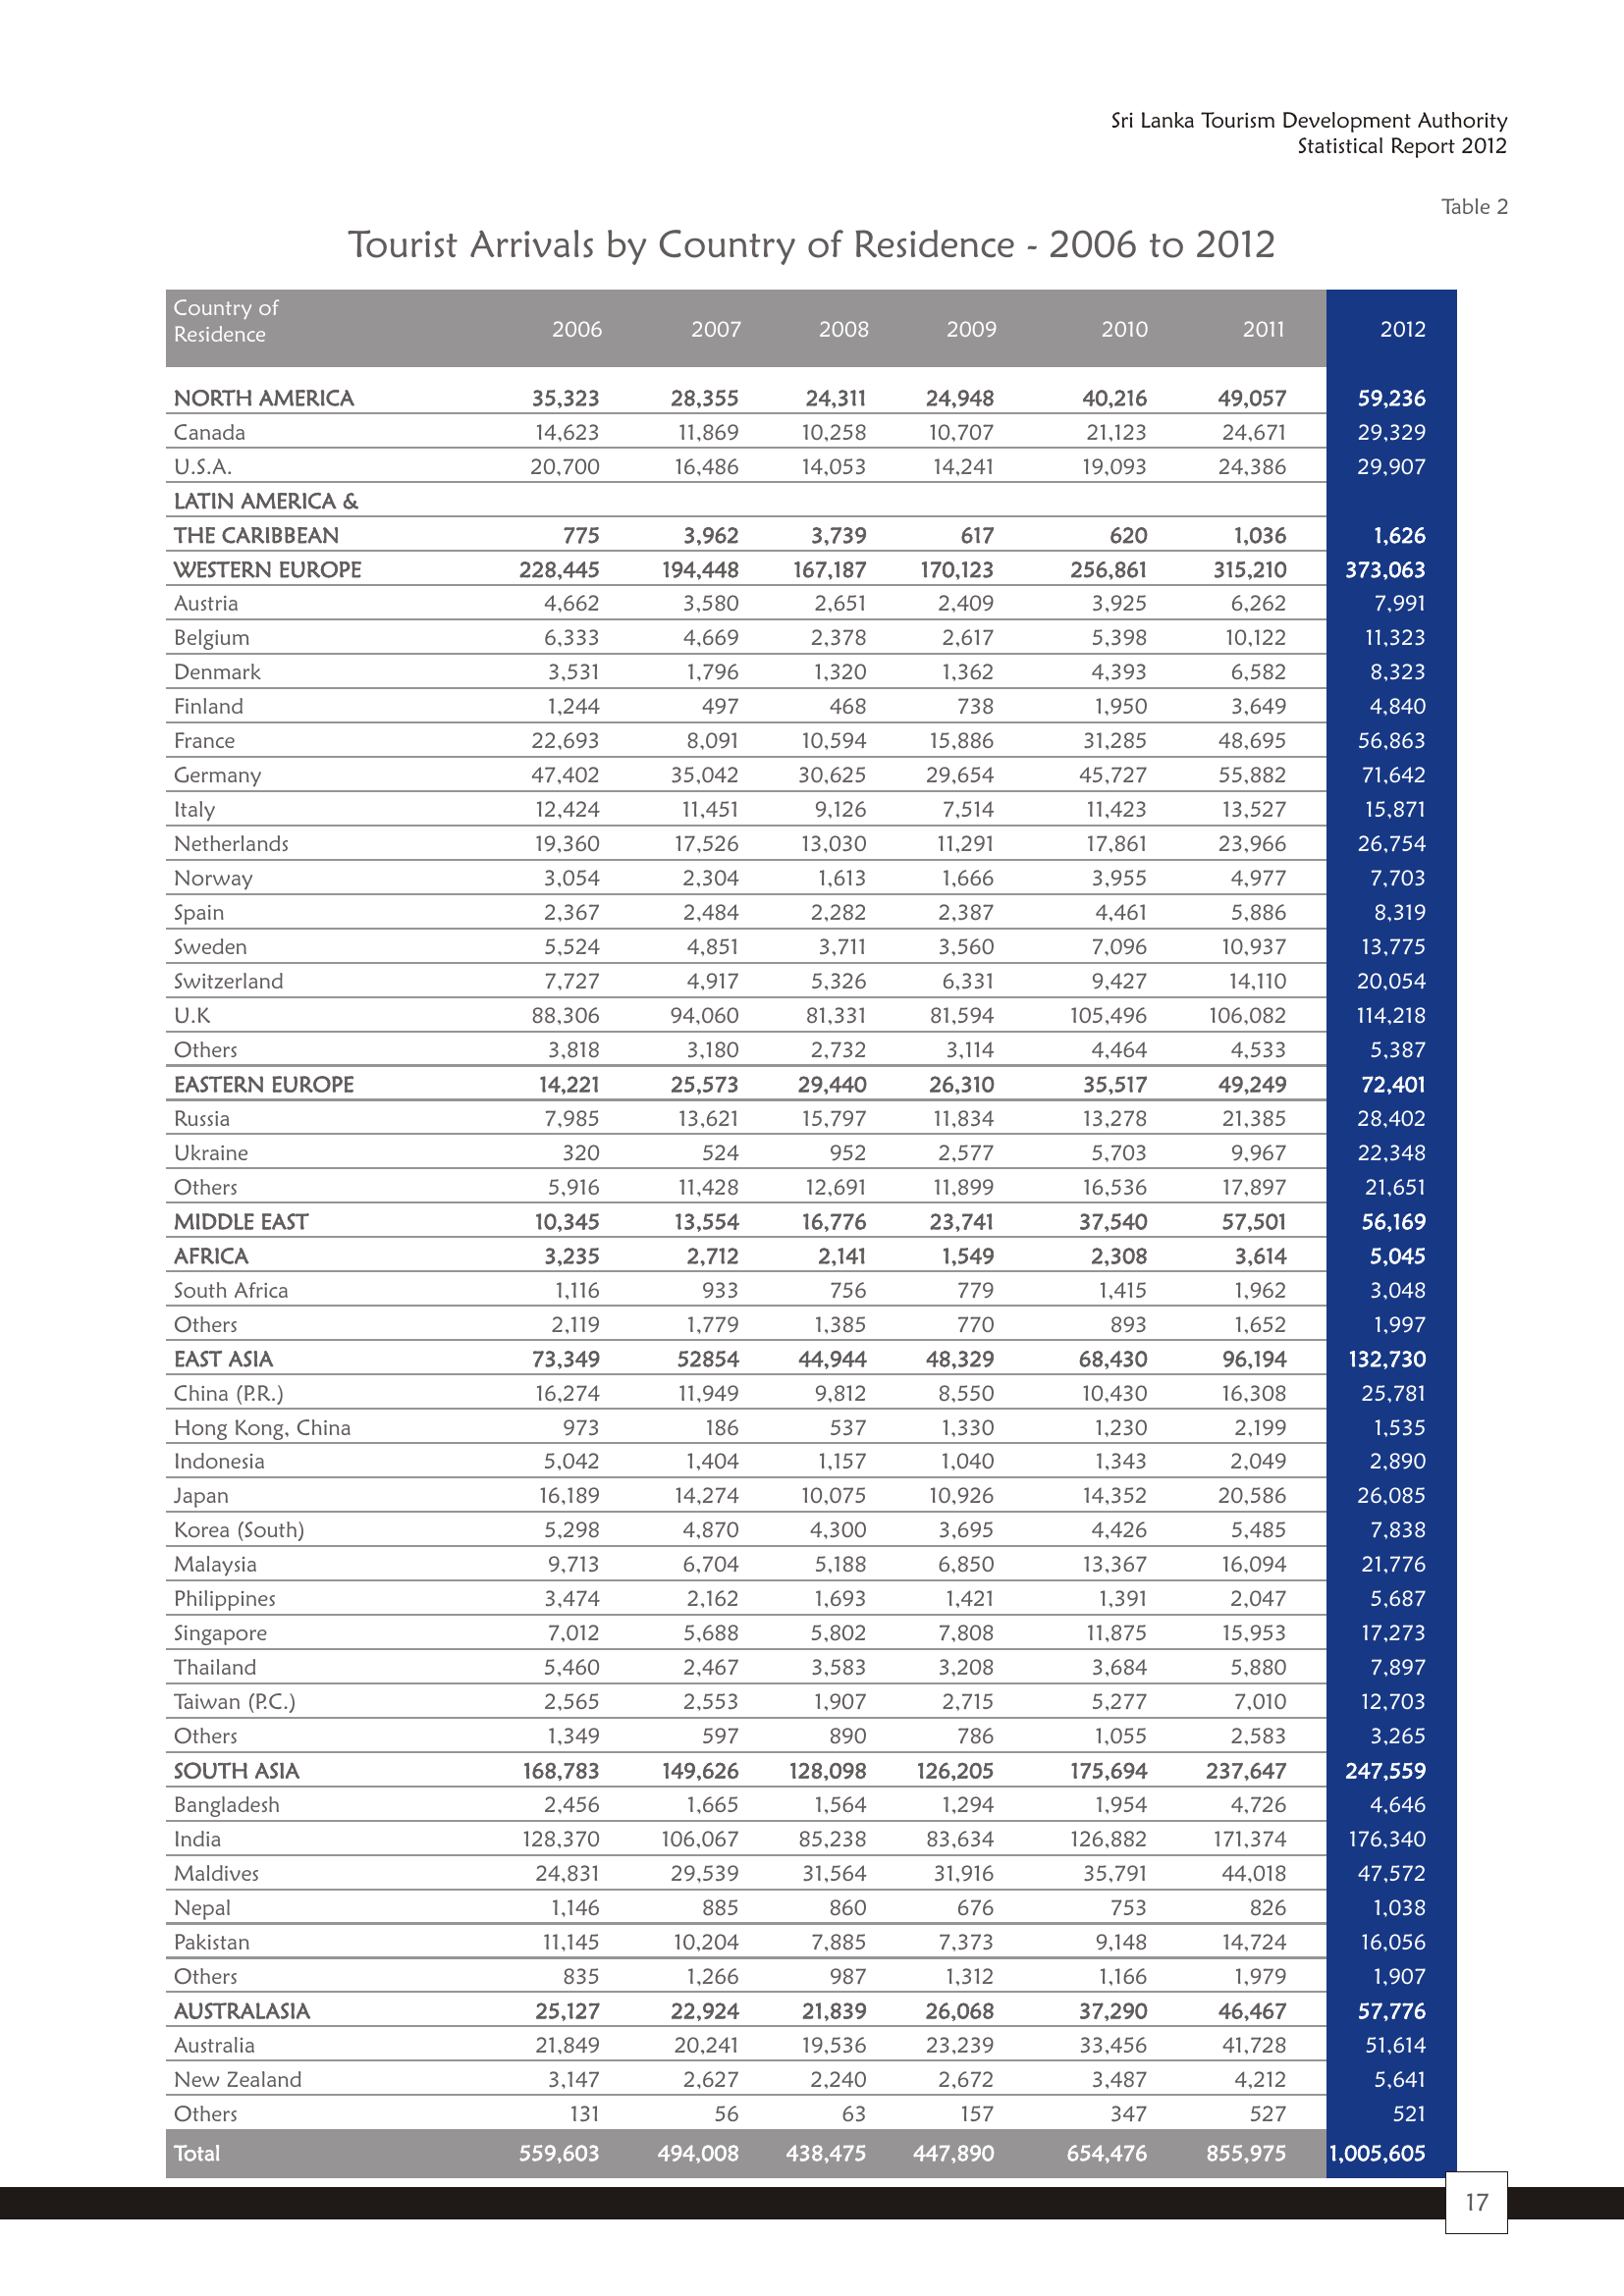 Sri Lanka Tourism Development Authority
Statistical Report 2012
Table 2
Tourist Arrivals by Country of Residence - 2006 to 2012
Country of
Residence 2006 2007 2008 2009 2010 2011 2012
NORTH AMERICA 35,323 28,355 24,311 24,948 40,216 49,057 59,236
Canada 14,623 11,869 10,258 10,707 21,123 24,671 29,329
U.S.A. 20,700 16,486 14,053 14,241 19,093 24,386 29,907
LATIN AMERICA &
THE CARIBBEAN 775 3,962 3,739 617 620 1,036 1,626
WESTERN EUROPE 228,445 194,448 167,187 170,123 256,861 315,210 373,063
Austria 4,662 3,580 2,651 2,409 3,925 6,262 7,991
Belgium 6,333 4,669 2,378 2,617 5,398 10,122 11,323
Denmark 3,531 1,796 1,320 1,362 4,393 6,582 8,323
Finland 1,244 497 468 738 1,950 3,649 4,840
France 22,693 8,091 10,594 15,886 31,285 48,695 56,863
Germany 47,402 35,042 30,625 29,654 45,727 55,882 71,642
Italy 12,424 11,451 9,126 7,514 11,423 13,527 15,871
Netherlands 19,360 17,526 13,030 11,291 17,861 23,966 26,754
Norway 3,054 2,304 1,613 1,666 3,955 4,977 7,703
Spain 2,367 2,484 2,282 2,387 4,461 5,886 8,319
Sweden 5,524 4,851 3,711 3,560 7,096 10,937 13,775
Switzerland 7,727 4,917 5,326 6,331 9,427 14,110 20,054
U.K 88,306 94,060 81,331 81,594 105,496 106,082 114,218
Others 3,818 3,180 2,732 3,114 4,464 4,533 5,387
EASTERN EUROPE 14,221 25,573 29,440 26,310 35,517 49,249 72,401
Russia 7,985 13,621 15,797 11,834 13,278 21,385 28,402
Ukraine 320 524 952 2,577 5,703 9,967 22,348
Others 5,916 11,428 12,691 11,899 16,536 17,897 21,651
MIDDLE EAST 10,345 13,554 16,776 23,741 37,540 57,501 56,169
AFRICA 3,235 2,712 2,141 1,549 2,308 3,614 5,045
South Africa 1,116 933 756 779 1,415 1,962 3,048
Others 2,119 1,779 1,385 770 893 1,652 1,997
EAST ASIA 73,349 52854 44,944 48,329 68,430 96,194 132,730
China (P.R.) 16,274 11,949 9,812 8,550 10,430 16,308 25,781
Hong Kong, China 973 186 537 1,330 1,230 2,199 1,535
Indonesia 5,042 1,404 1,157 1,040 1,343 2,049 2,890
Japan 16,189 14,274 10,075 10,926 14,352 20,586 26,085
Korea (South) 5,298 4,870 4,300 3,695 4,426 5,485 7,838
Malaysia 9,713 6,704 5,188 6,850 13,367 16,094 21,776
Philippines 3,474 2,162 1,693 1,421 1,391 2,047 5,687
Singapore 7,012 5,688 5,802 7,808 11,875 15,953 17,273
Thailand 5,460 2,467 3,583 3,208 3,684 5,880 7,897
Taiwan (P.C.) 2,565 2,553 1,907 2,715 5,277 7,010 12,703
Others 1,349 597 890 786 1,055 2,583 3,265
SOUTH ASIA 168,783 149,626 128,098 126,205 175,694 237,647 247,559
Bangladesh 2,456 1,665 1,564 1,294 1,954 4,726 4,646
India 128,370 106,067 85,238 83,634 126,882 171,374 176,340
Maldives 24,831 29,539 31,564 31,916 35,791 44,018 47,572
Nepal 1,146 885 860 676 753 826 1,038
Pakistan 11,145 10,204 7,885 7,373 9,148 14,724 16,056
Others 835 1,266 987 1,312 1,166 1,979 1,907
AUSTRALASIA 25,127 22,924 21,839 26,068 37,290 46,467 57,776
Australia 21,849 20,241 19,536 23,239 33,456 41,728 51,614
New Zealand 3,147 2,627 2,240 2,672 3,487 4,212 5,641
Others 131 56 63 157 347 527 521
Total 559,603 494,008 438,475 447,890 654,476 855,975 1,005,605
17